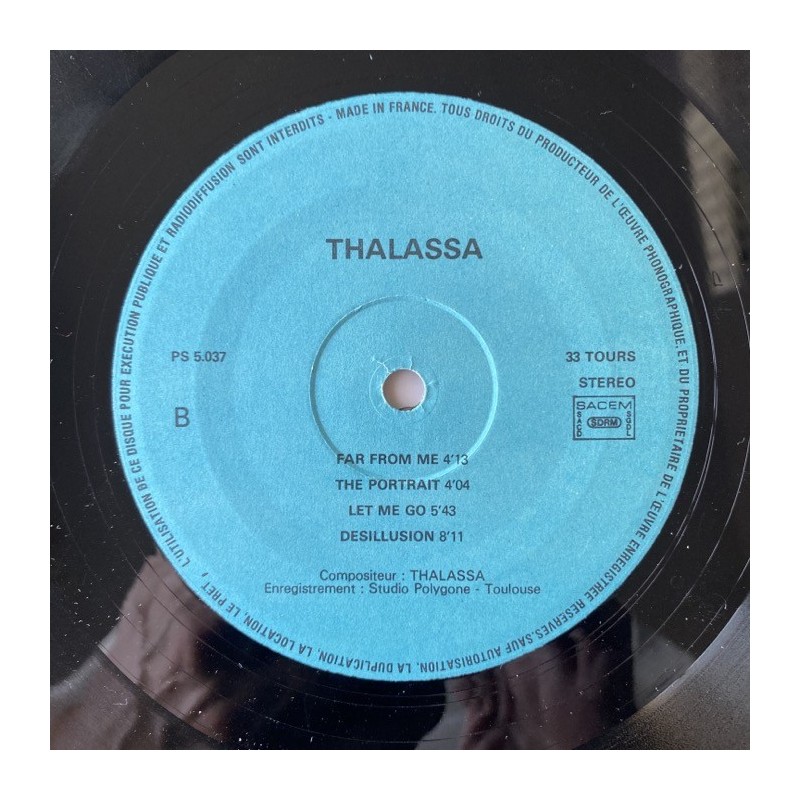 THALASSA
PS 5.037
33 TOURS
STEREO
B
SACEM
SACD SDRM SGDL
FAR FROM ME 4'13
THE PORTRAIT 4'04
LET ME GO 5'43
DESILLUSION 8'11
Compositeur : THALASSA
Enregistrement : Studio Polygone - Toulouse
MADE IN FRANCE. TOUS DROITS DU PRODUCTEUR DE L'ŒUVRE PHONOGRAPHIQUE, ET DU PROPRIETAIRE DE L'ŒUVRE ENREGISTREE RESERVES. SAUF AUTORISATION, LA DUPLICATION, LA LOCATION, LE PRET, L'UTILISATION DE CE DISQUE POUR EXECUTION PUBLIQUE ET RADIODIFFUSION SONT INTERDITS -